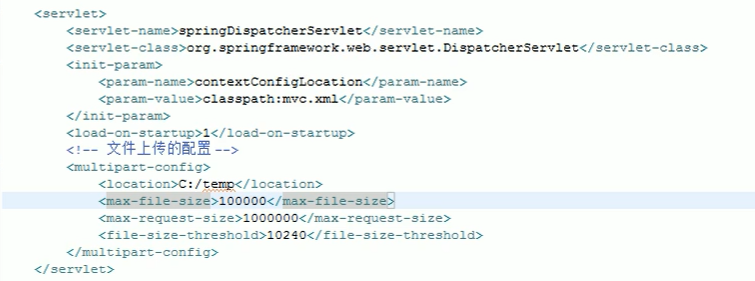 <servlet>
<servlet-name>springDispatcherServlet</servlet-name>
<servlet-class>org.springframework.web.servlet.DispatcherServlet</servlet-class>
<init-param>
<param-name>contextConfigLocation</param-name>
<param-value>classpath:mvc.xml</param-value>
</init-param>
<load-on-startup>1</load-on-startup>
<!-- 文件上传的配置 -->
<multipart-config>
<location>C:/temp</location>
<max-file-size>100000</max-file-size>
<max-request-size>1000000</max-request-size>
<file-size-threshold>10240</file-size-threshold>
</multipart-config>
</servlet>